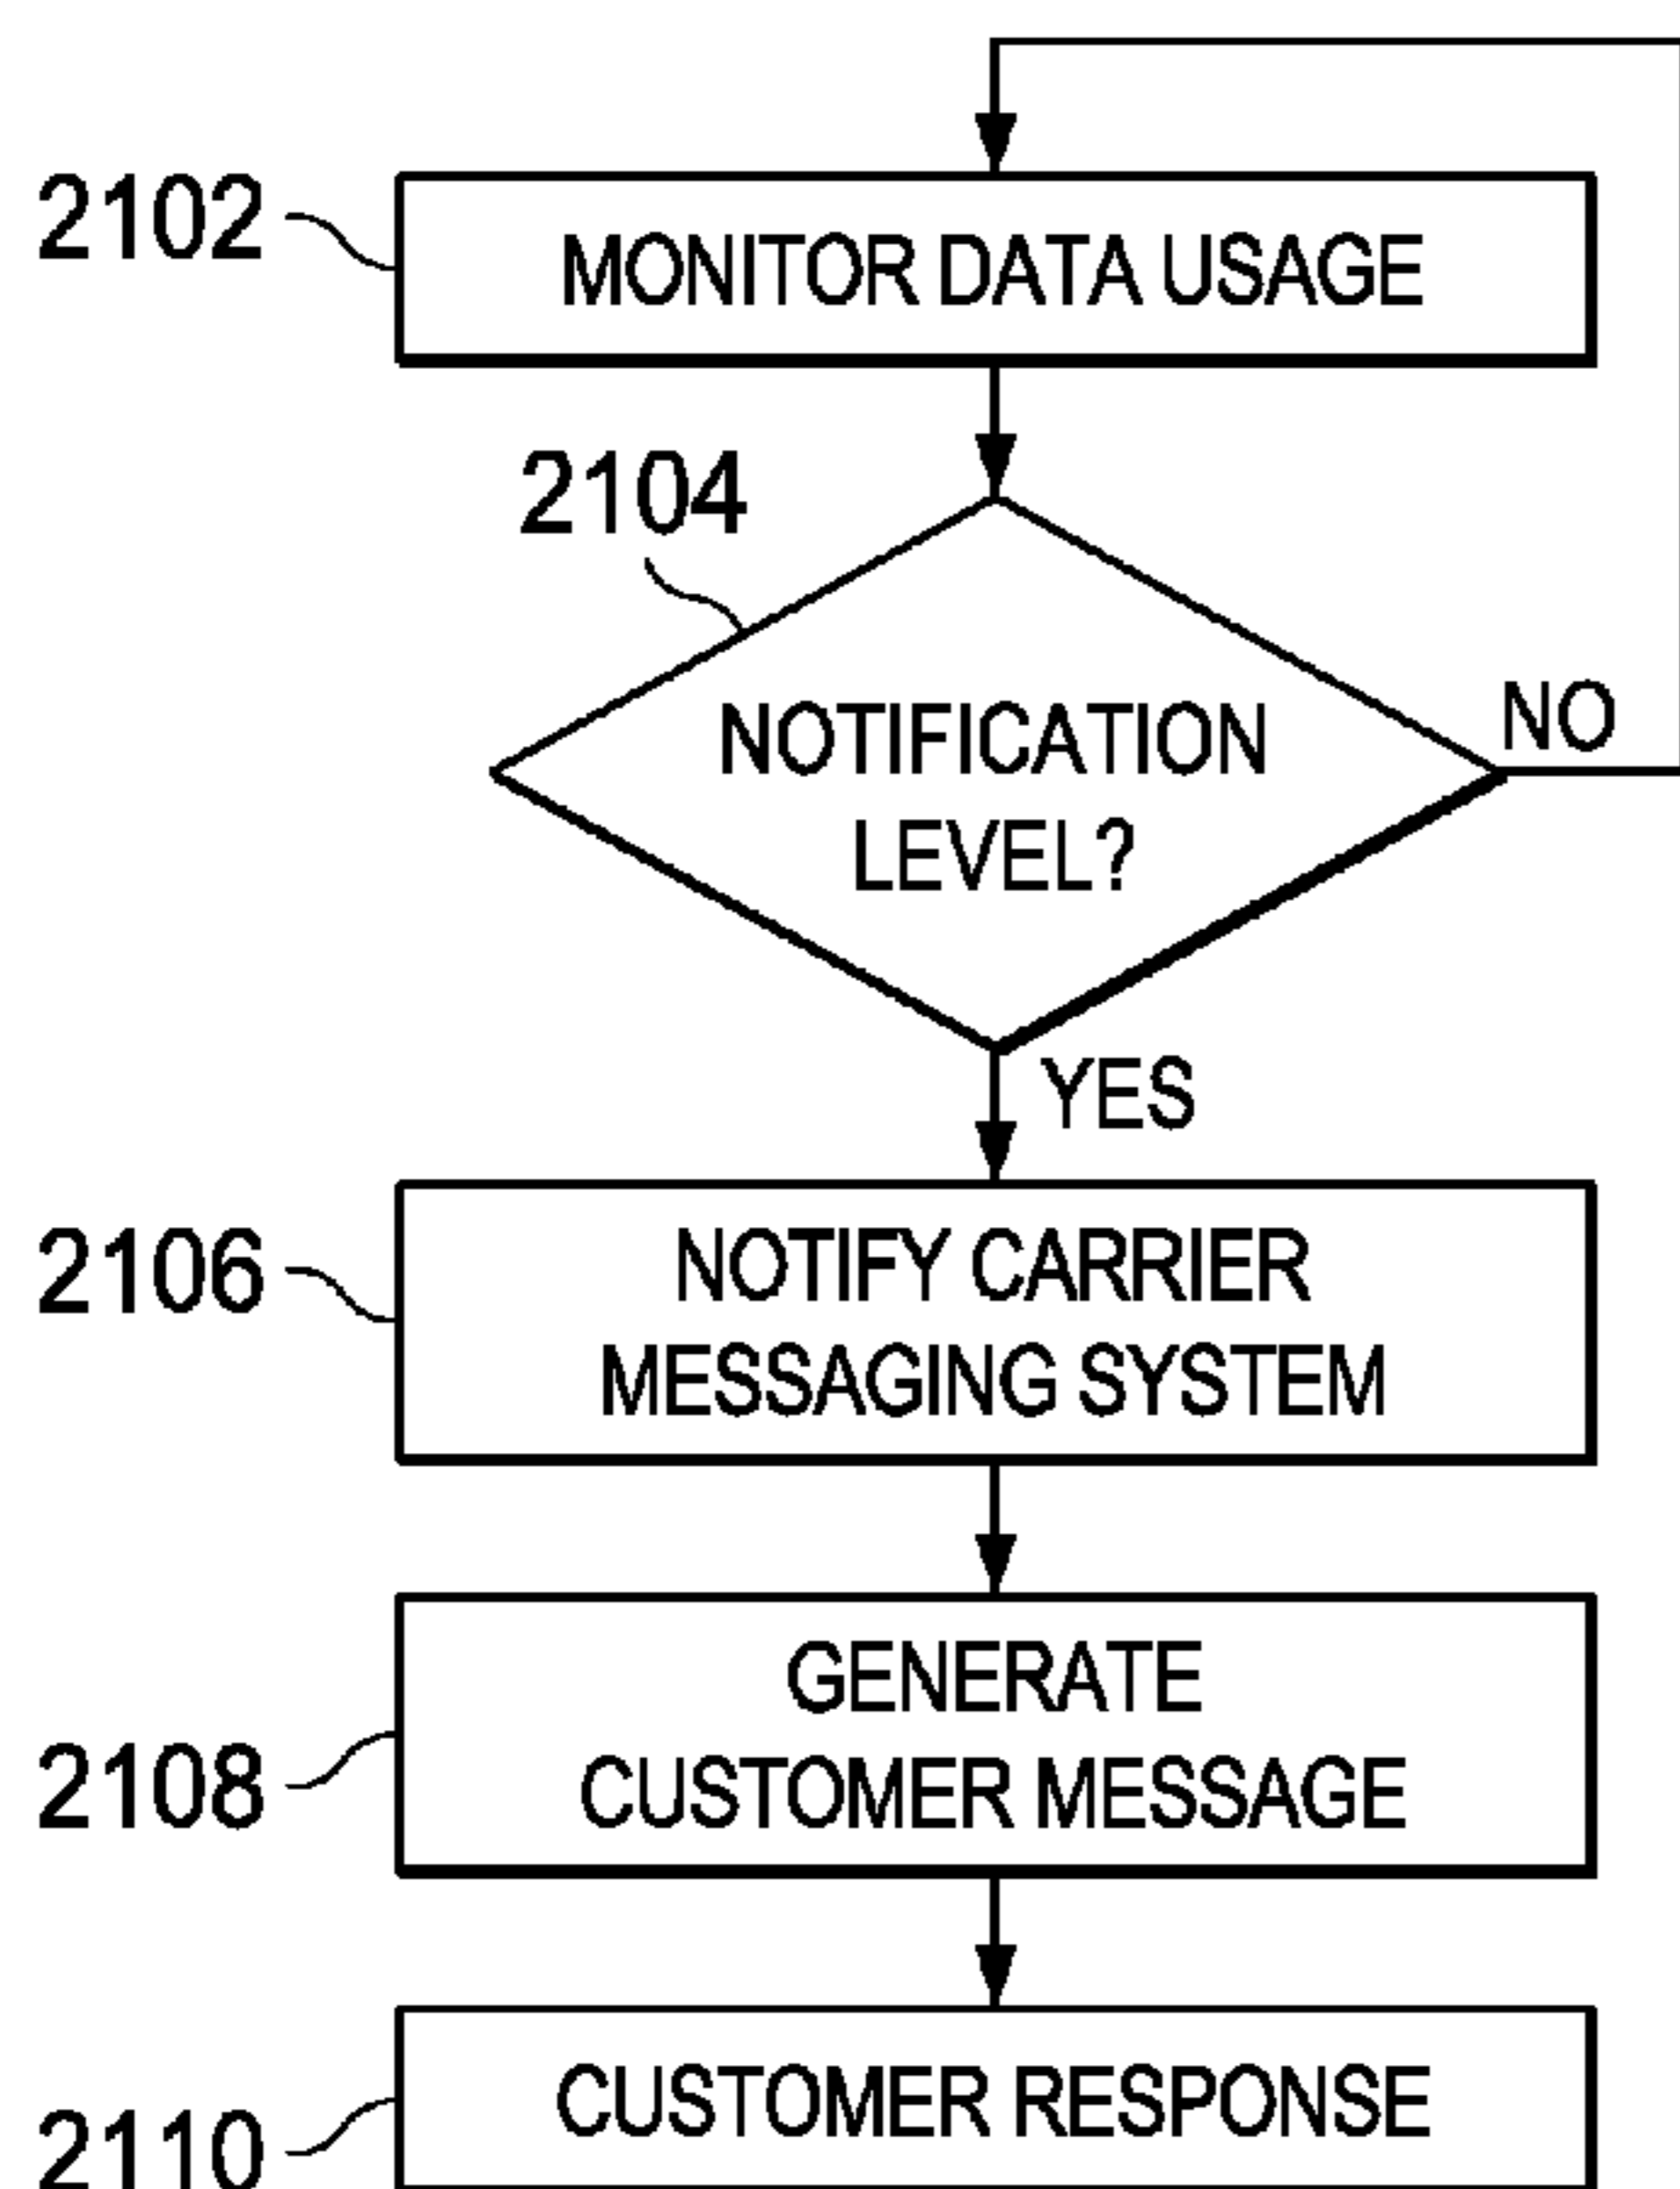 2102
MONITOR DATA USAGE
2104
NOTIFICATION
LEVEL?
NO
YES
2106
NOTIFY CARRIER
MESSAGING SYSTEM
2108
GENERATE
CUSTOMER MESSAGE
2110
CUSTOMER RESPONSE